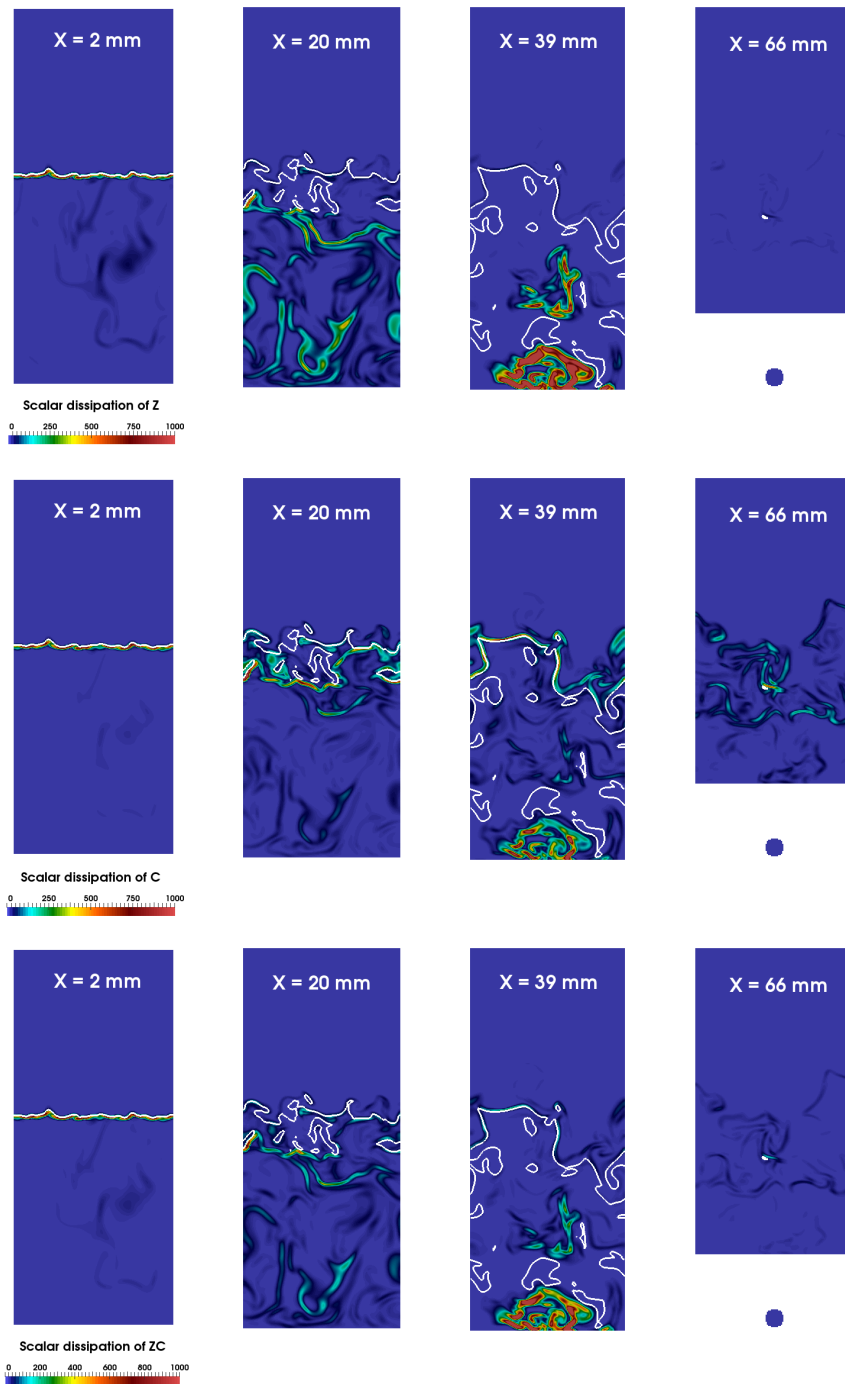 X = 2 mm
X = 20 mm
X = 39 mm
X = 66 mm
Scalar dissipation of Z
0 250 500 750 1000
X = 2 mm
X = 20 mm
X = 39 mm
X = 66 mm
Scalar dissipation of C
0 250 500 750 1000
X = 2 mm
X = 20 mm
X = 39 mm
X = 66 mm
Scalar dissipation of ZC
0 200 400 600 800 1000